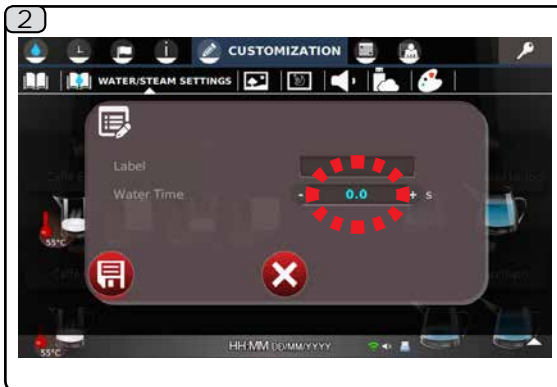 2
CUSTOMIZATION
WATER/STEAM SETTINGS
Label
Water Time
- 0.0 + s
55°C
55°C
HH:MM DD/MM/YYYY